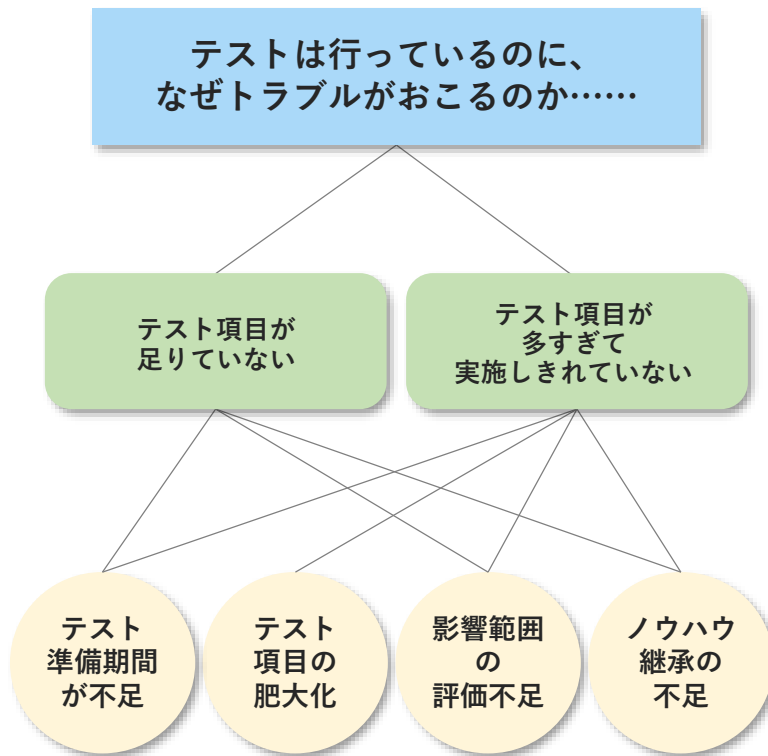 テストは行っているのに、
なぜトラブルがおこるのか……
テスト項目が
足りていない
テスト項目が
多すぎて
実施しきれていない
テスト
準備期間
が不足
テスト
項目の
肥大化
影響範囲
の
評価不足
ノウハウ
継承の
不足